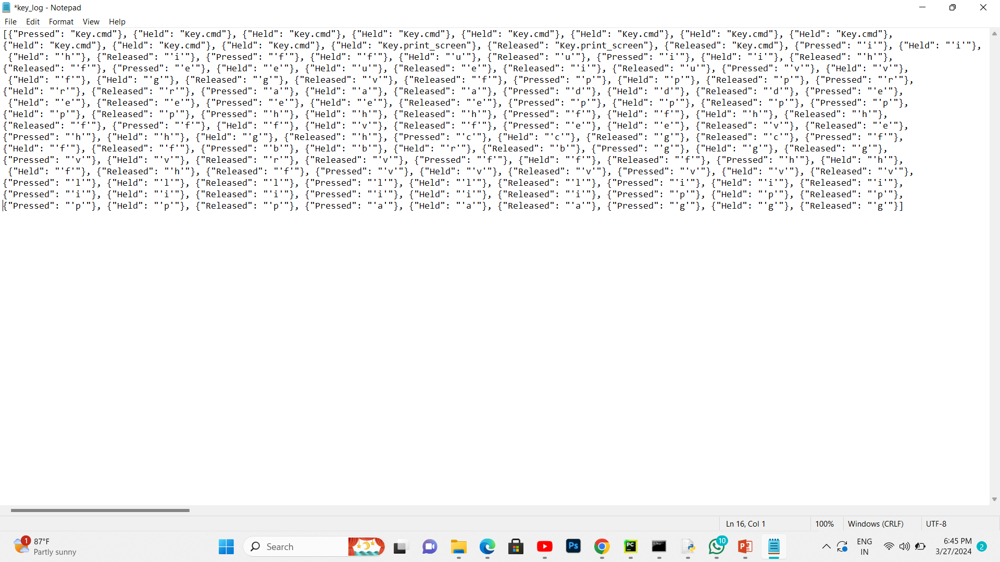 *key_log - Notepad
File Edit Format View Help
[{"Pressed": "Key.cmd"}, {"Held": "Key.cmd"}, {"Held": "Key.cmd"}, {"Held": "Key.cmd"}, {"Held": "Key.cmd"}, {"Held": "Key.cmd"}, {"Held": "Key.cmd"}, {"Held": "Key.cmd"},
{"Held": "Key.cmd"}, {"Held": "Key.cmd"}, {"Held": "Key.cmd"}, {"Held": "Key.print_screen"}, {"Released": "Key.print_screen"}, {"Released": "Key.cmd"}, {"Pressed": "'i'"}, {"Held": "'i'"},
{"Held": "'h'"}, {"Released": "'i'"}, {"Pressed": "'f'"}, {"Held": "'f'"}, {"Held": "'u'"}, {"Released": "'u'"}, {"Pressed": "'i'"}, {"Held": "'i'"}, {"Released": "'h'"},
{"Released": "'f'"}, {"Pressed": "'e'"}, {"Held": "'e'"}, {"Held": "'u'"}, {"Released": "'e'"}, {"Released": "'i'"}, {"Released": "'u'"}, {"Pressed": "'v'"}, {"Held": "'v'"},
{"Held": "'f'"}, {"Held": "'g'"}, {"Released": "'g'"}, {"Released": "'v'"}, {"Released": "'f'"}, {"Pressed": "'p'"}, {"Held": "'p'"}, {"Released": "'p'"}, {"Pressed": "'r'"},
{"Held": "'r'"}, {"Released": "'r'"}, {"Pressed": "'a'"}, {"Held": "'a'"}, {"Released": "'a'"}, {"Pressed": "'d'"}, {"Held": "'d'"}, {"Released": "'d'"}, {"Pressed": "'e'"},
{"Held": "'e'"}, {"Released": "'e'"}, {"Pressed": "'e'"}, {"Held": "'e'"}, {"Released": "'e'"}, {"Pressed": "'p'"}, {"Held": "'p'"}, {"Released": "'p'"}, {"Pressed": "'p'"},
{"Held": "'p'"}, {"Released": "'p'"}, {"Pressed": "'h'"}, {"Held": "'h'"}, {"Released": "'h'"}, {"Pressed": "'f'"}, {"Held": "'f'"}, {"Held": "'h'"}, {"Released": "'h'"},
{"Released": "'f'"}, {"Pressed": "'f'"}, {"Held": "'f'"}, {"Held": "'v'"}, {"Released": "'f'"}, {"Pressed": "'e'"}, {"Held": "'e'"}, {"Released": "'v'"}, {"Released": "'e'"},
{"Pressed": "'h'"}, {"Held": "'h'"}, {"Held": "'g'"}, {"Released": "'h'"}, {"Pressed": "'c'"}, {"Held": "'c'"}, {"Released": "'g'"}, {"Released": "'c'"}, {"Pressed": "'f'"},
{"Held": "'f'"}, {"Released": "'f'"}, {"Pressed": "'b'"}, {"Held": "'b'"}, {"Held": "'r'"}, {"Released": "'b'"}, {"Pressed": "'g'"}, {"Held": "'g'"}, {"Released": "'g'"},
{"Pressed": "'v'"}, {"Held": "'v'"}, {"Released": "'r'"}, {"Released": "'v'"}, {"Pressed": "'f'"}, {"Held": "'f'"}, {"Released": "'f'"}, {"Pressed": "'h'"}, {"Held": "'h'"},
{"Held": "'f'"}, {"Released": "'h'"}, {"Released": "'f'"}, {"Pressed": "'v'"}, {"Held": "'v'"}, {"Released": "'v'"}, {"Pressed": "'v'"}, {"Held": "'v'"}, {"Released": "'v'"},
{"Pressed": "'l'"}, {"Held": "'l'"}, {"Released": "'l'"}, {"Pressed": "'l'"}, {"Held": "'l'"}, {"Released": "'l'"}, {"Pressed": "'i'"}, {"Held": "'i'"}, {"Released": "'i'"},
{"Pressed": "'i'"}, {"Held": "'i'"}, {"Released": "'i'"}, {"Pressed": "'i'"}, {"Held": "'i'"}, {"Released": "'i'"}, {"Pressed": "'p'"}, {"Held": "'p'"}, {"Released": "'p'"},
{"Pressed": "'p'"}, {"Held": "'p'"}, {"Released": "'p'"}, {"Pressed": "'a'"}, {"Held": "'a'"}, {"Released": "'a'"}, {"Pressed": "'g'"}, {"Held": "'g'"}, {"Released": "'g'"}]
Ln 16, Col 1 100% Windows (CRLF) UTF-8
1 87°F
Partly sunny
Search
Ps
PC
10
P
ENG
IN
6:45 PM
3/27/2024
2